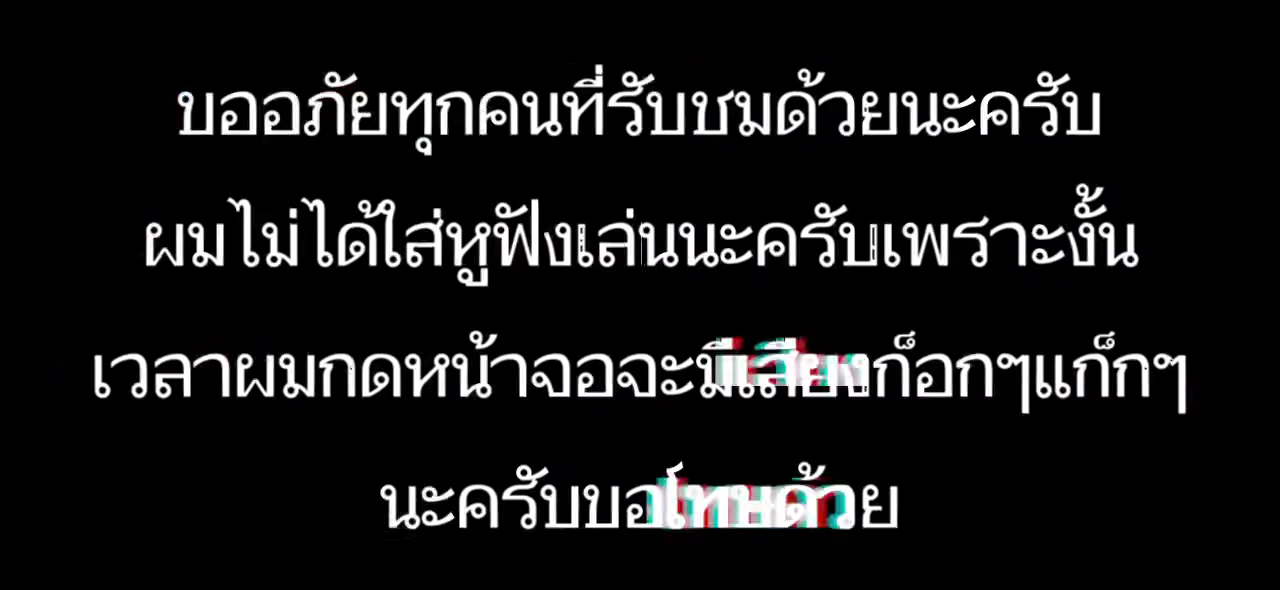 ขออภัยทุกคนที่รับชมด้วยนะครับ
ผมไม่ได้ใส่หูฟังเล่นนะครับเพราะงั้น
เวลาผมกดหน้าจอจะมีเสียงก็อกๆแก็กๆ
นะครับขอโทษด้วย